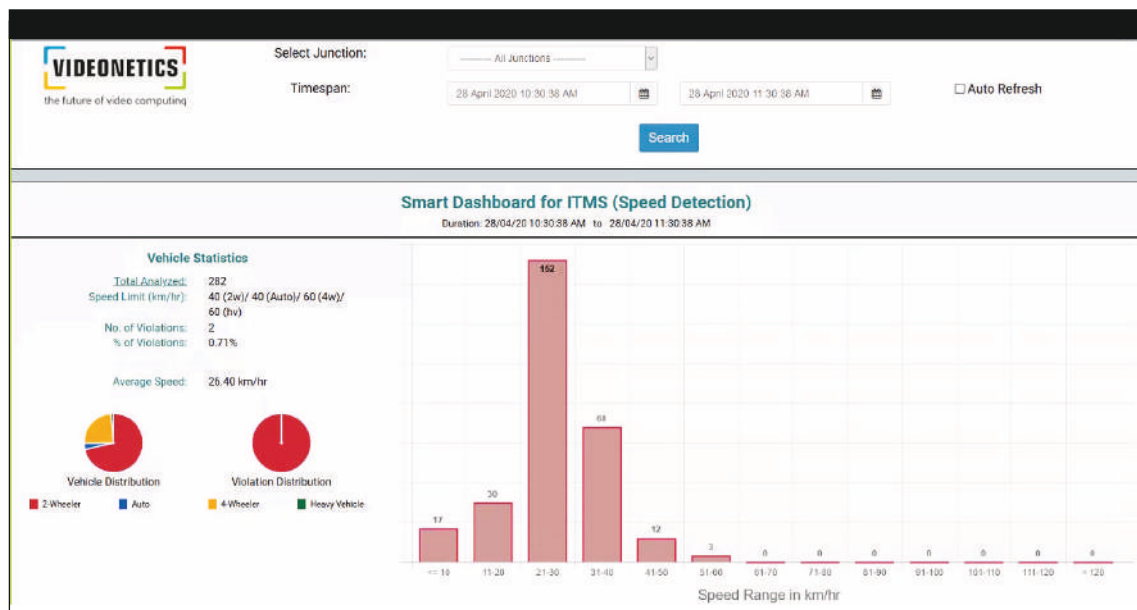 VIDEONETICS
the future of video computing
Select Junction:
---------- All Junctions ----------
Timespan:
28 April 2020 10:30:38 AM
28 April 2020 11:30:38 AM
Auto Refresh
Search
Smart Dashboard for ITMS (Speed Detection)
Duration: 28/04/20 10:30:38 AM to 28/04/20 11:30:38 AM
Vehicle Statistics
Total Analyzed: 282
Speed Limit (km/hr): 40 (2w)/ 40 (Auto)/ 60 (4w)/
60 (hv)
No. of Violations: 2
% of Violations: 0.71%
Average Speed: 26.40 km/hr
Vehicle Distribution
Violation Distribution
2-Wheeler Auto 4-Wheeler Heavy Vehicle
17 30 152 68 12 3 0 0 0 0 0 0 0
<= 10 11-20 21-30 31-40 41-50 51-60 61-70 71-80 81-90 91-100 101-110 111-120 120
Speed Range in km/hr